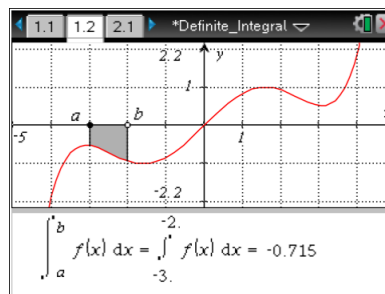 1.1 1.2 2.1 *Definite_Integral
2.2 y
1
a b
-5 1
-2.2
b -2.
∫ f(x) dx = ∫ f(x) dx = -0.715
a -3.